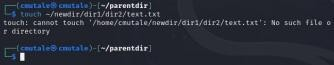 ┌──(cmutale㉿cmutale)-[~/parentdir]
└─$ touch ~/newdir/dir1/dir2/text.txt
touch: cannot touch '/home/cmutale/newdir/dir1/dir2/text.txt': No such file o
r directory
┌──(cmutale㉿cmutale)-[~/parentdir]
└─$